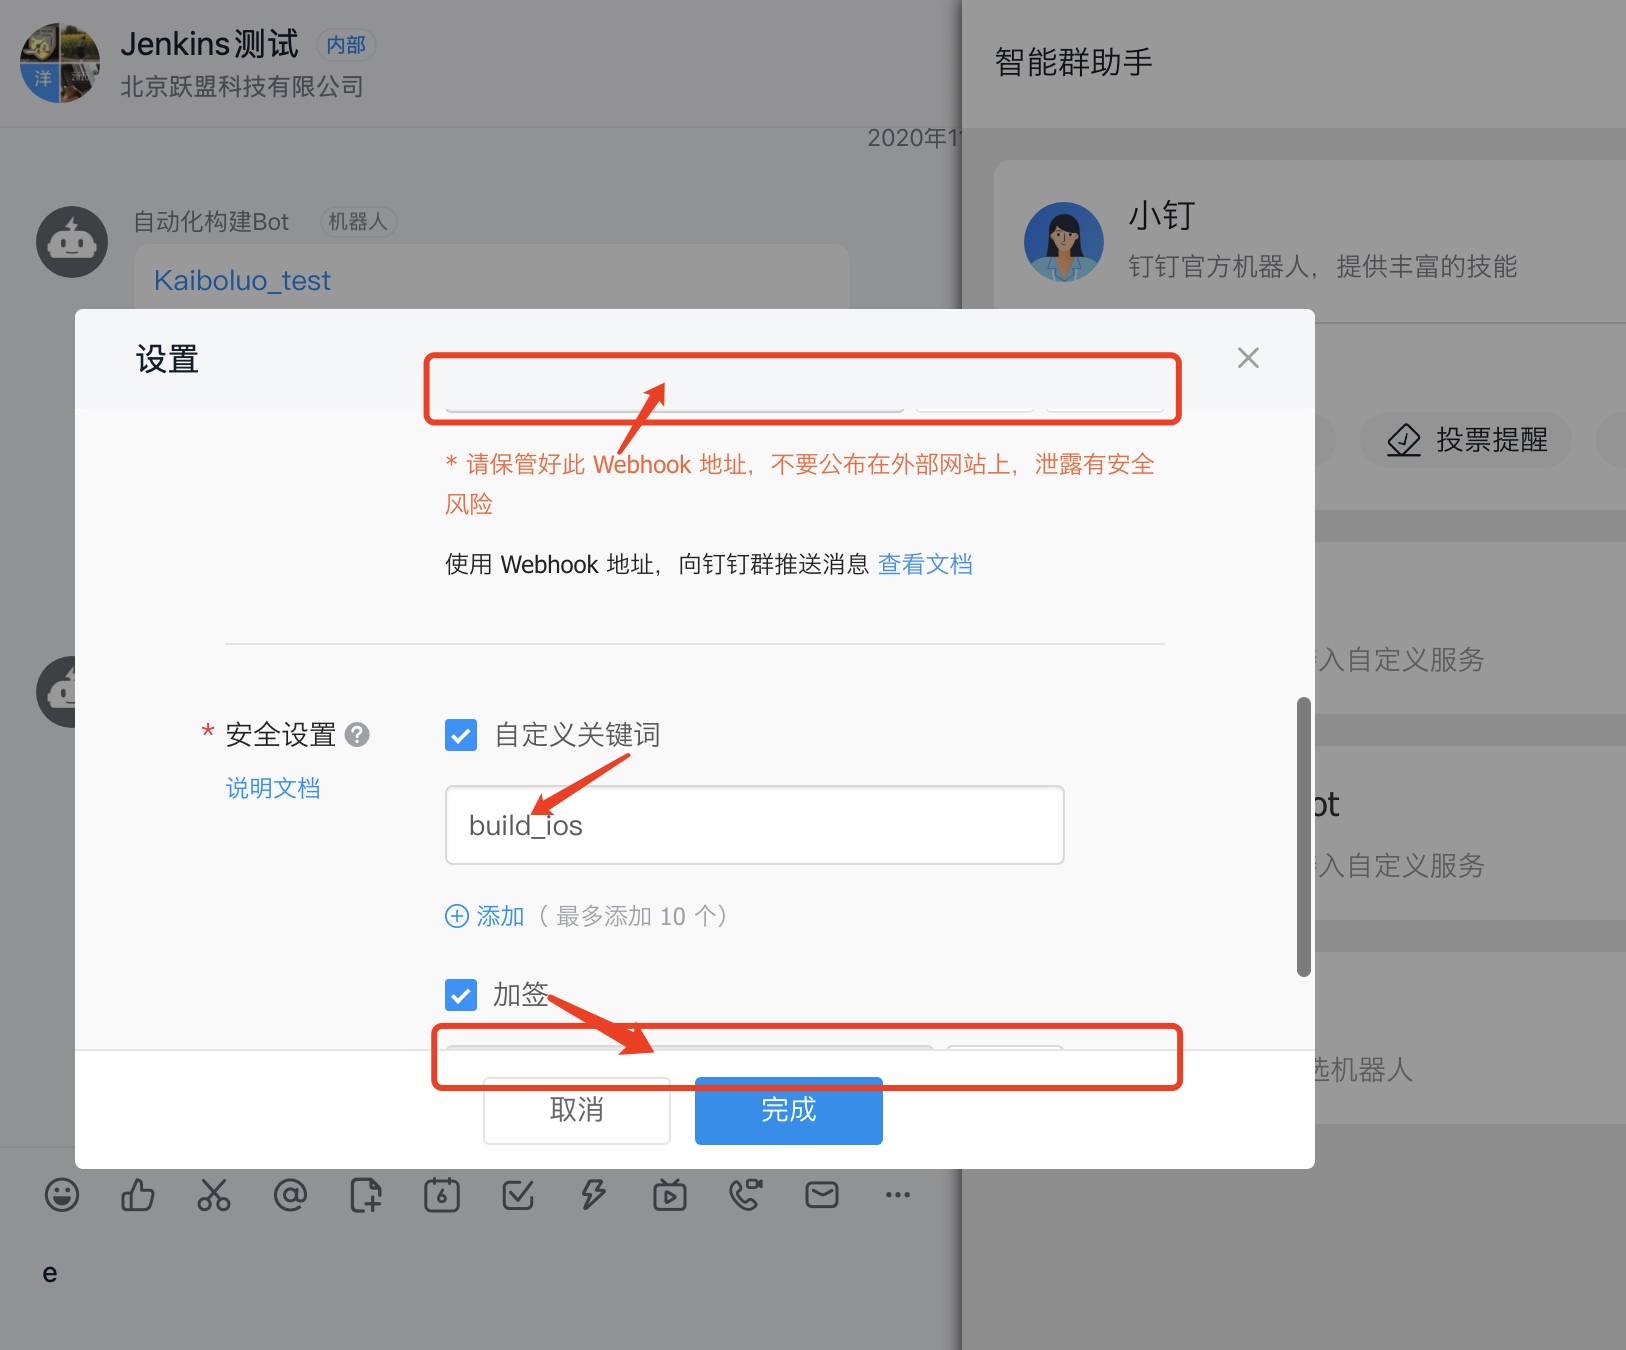 Jenkins测试 内部
北京跃盟科技有限公司
智能群助手
2020年11
自动化构建Bot 机器人
Kaiboluo_test
小钉
钉钉官方机器人，提供丰富的技能
设置
投票提醒
* 请保管好此 Webhook 地址，不要公布在外部网站上，泄露有安全
风险
使用 Webhook 地址，向钉钉群推送消息 查看文档
入自定义服务
* 安全设置 ? 自定义关键词
说明文档
build_ios
ot
入自定义服务
添加（ 最多添加 10 个）
加签
选机器人
取消 完成
洋
6
e